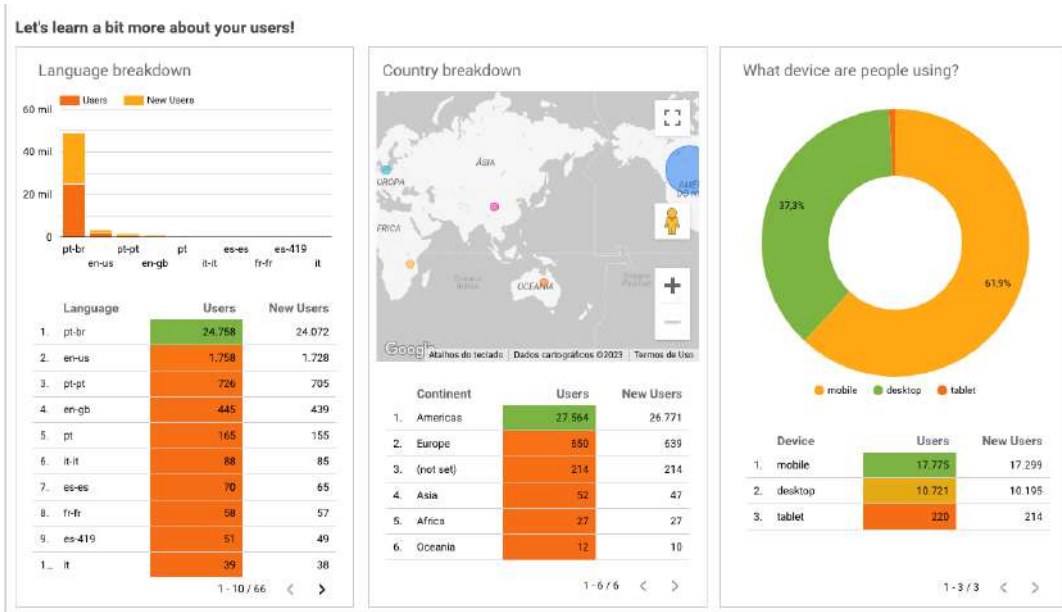 Let's learn a bit more about your users!
Language breakdown
Users New Users
60 mil
40 mil
20 mil
0
pt-br pt-pt pt es-es es-419
en-us en-gb it-it fr-fr it
Language Users New Users
1. pt-br 24.758 24.072
2. en-us 1.758 1.728
3. pt-pt 726 705
4. en-gb 445 439
5. pt 165 155
6. it-it 88 85
7. es-es 70 65
8. fr-fr 58 57
9. es-419 51 49
1... it 39 38
1 - 10 / 66
Country breakdown
ÁSIA
UROPA
FRICA
OCEANIA
Google
Atalhos do teclado Dados cartográficos ©2023 Termos de Uso
Continent Users New Users
1. Americas 27.564 26.771
2. Europe 650 639
3. (not set) 214 214
4. Asia 52 47
5. Africa 27 27
6. Oceania 12 10
1 - 6 / 6
What device are people using?
37,3%
61,9%
mobile desktop tablet
Device Users New Users
1. mobile 17.775 17.299
2. desktop 10.721 10.195
3. tablet 220 214
1 - 3 / 3